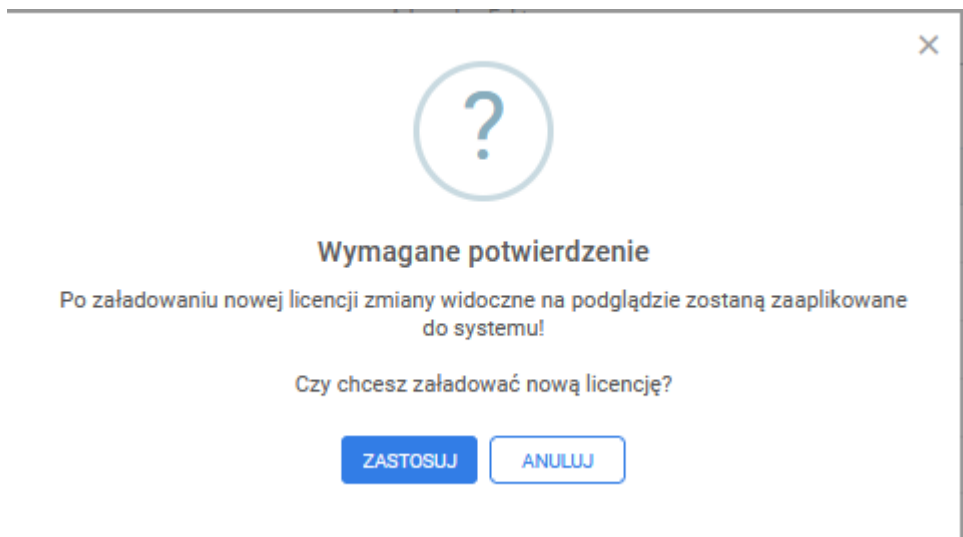 ?
Wymagane potwierdzenie
Po załadowaniu nowej licencji zmiany widoczne na podglądzie zostaną zaaplikowane
do systemu!
Czy chcesz załadować nową licencję?
ZASTOSUJ ANULUJ